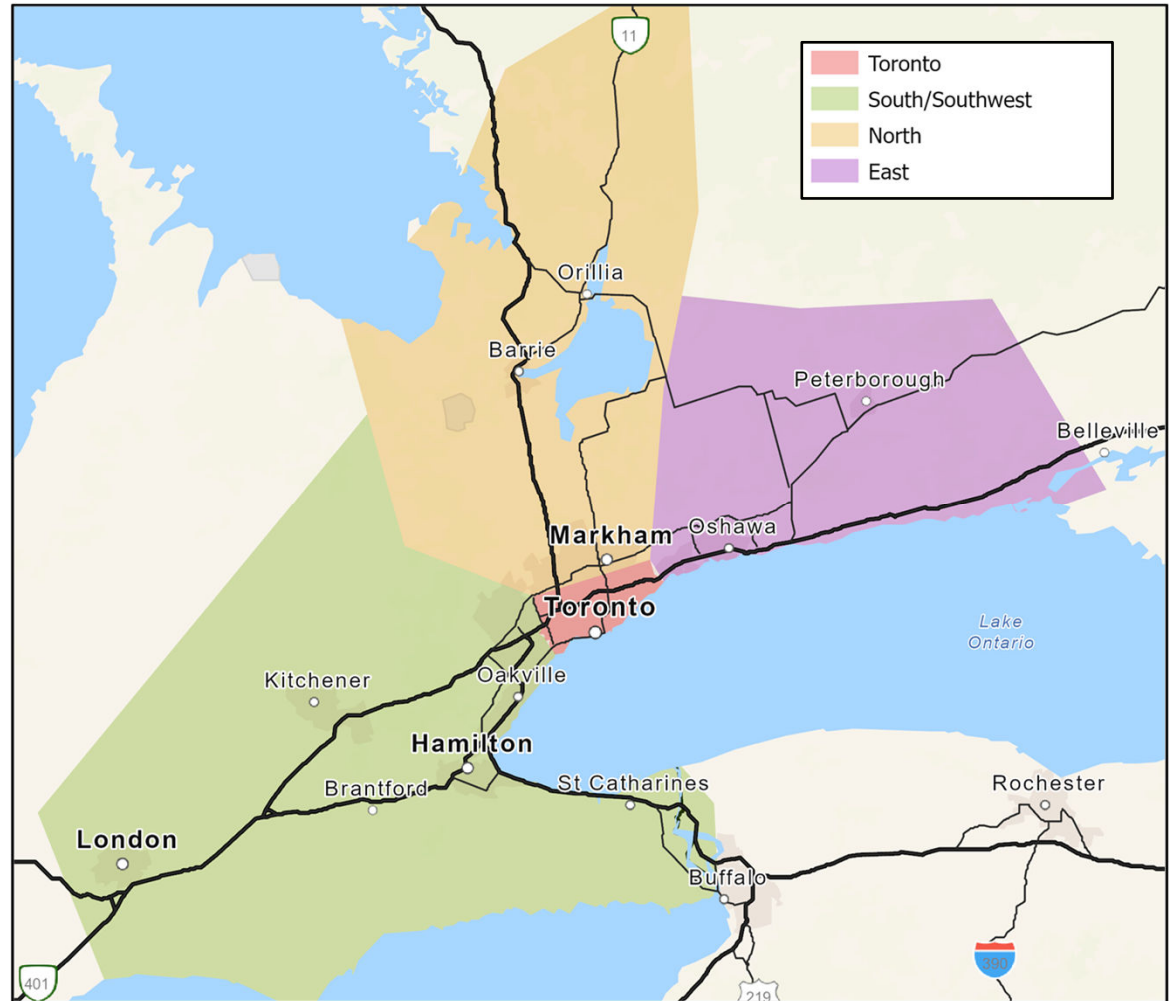 11
Toronto
South/Southwest
North
East
Orillia
Barrie
Peterborough
Belleville
Markham
Oshawa
Toronto
Lake
Ontario
Kitchener
Oakville
Hamilton
Brantford
St Catharines
Rochester
London
Buffalo
401
390
219